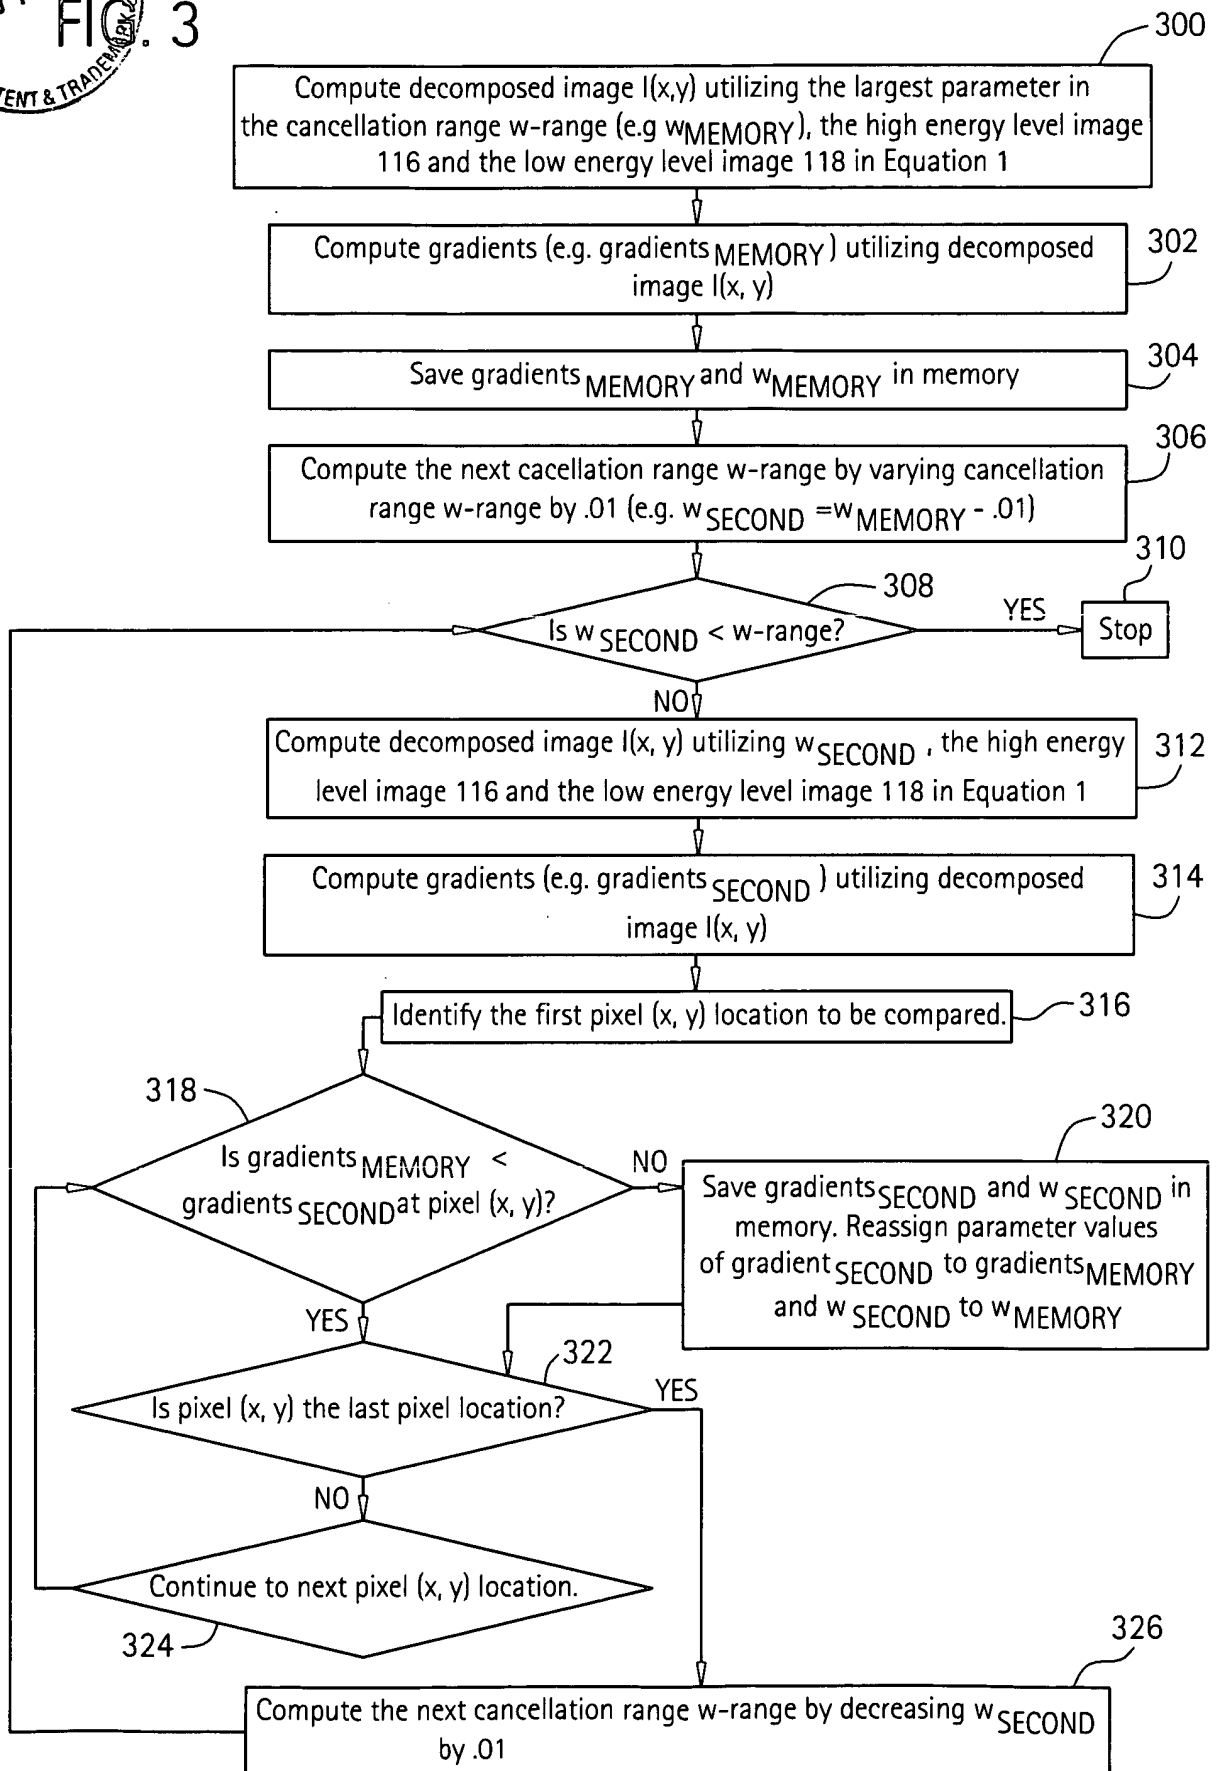 FIG. 3
TENT & TRADEMARK
300
Compute decomposed image I(x,y) utilizing the largest parameter in
the cancellation range w-range (e.g wMEMORY), the high energy level image
116 and the low energy level image 118 in Equation 1
302
Compute gradients (e.g. gradientsMEMORY) utilizing decomposed
image I(x, y)
304
Save gradientsMEMORY and wMEMORY in memory
306
Compute the next cacellation range w-range by varying cancellation
range w-range by .01 (e.g. wSECOND =wMEMORY - .01)
308
Is wSECOND < w-range?
YES
310
Stop
NO
312
Compute decomposed image I(x, y) utilizing wSECOND , the high energy
level image 116 and the low energy level image 118 in Equation 1
314
Compute gradients (e.g. gradientsSECOND ) utilizing decomposed
image I(x, y)
316
Identify the first pixel (x, y) location to be compared.
318
Is gradientsMEMORY <
gradientsSECOND at pixel (x, y)?
NO
320
Save gradientsSECOND and wSECOND in
memory. Reassign parameter values
of gradientSECOND to gradientsMEMORY
and wSECOND to wMEMORY
YES
322
Is pixel (x, y) the last pixel location?
YES
NO
Continue to next pixel (x, y) location.
324
326
Compute the next cancellation range w-range by decreasing wSECOND
by .01